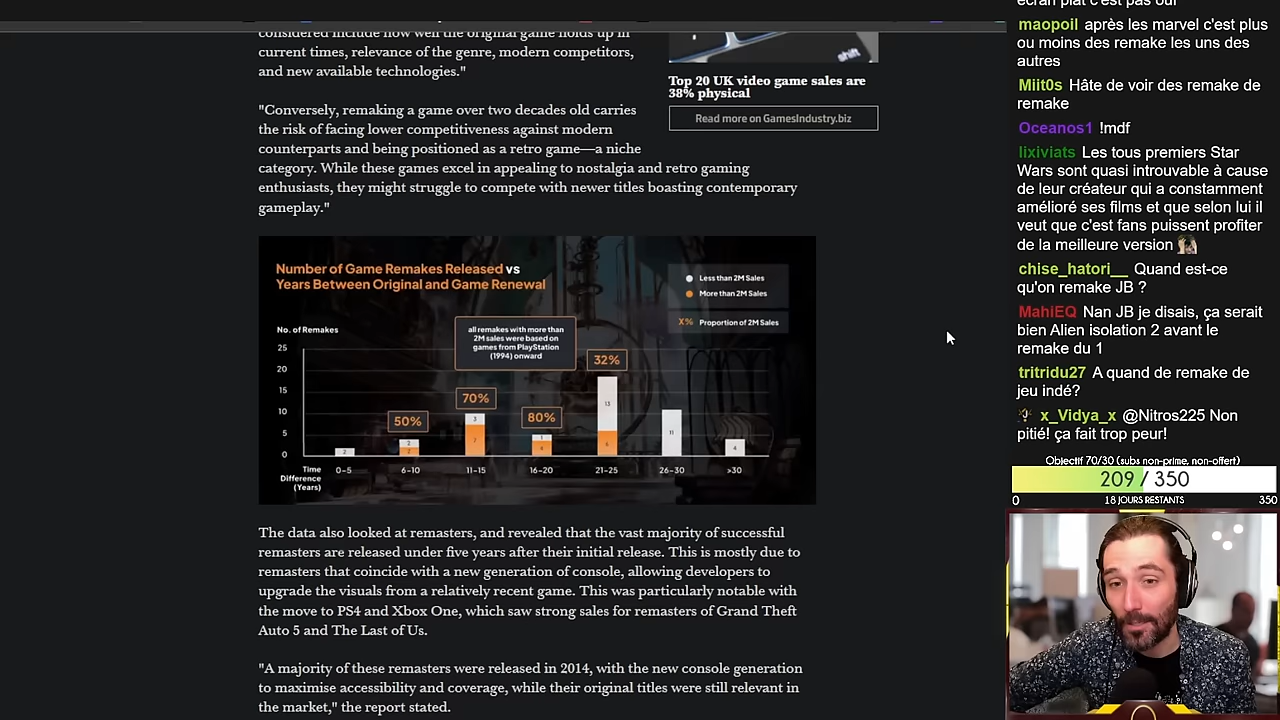 considered include how well the original game holds up in
current times, relevance of the genre, modern competitors,
and new available technologies."
"Conversely, remaking a game over two decades old carries
the risk of facing lower competitiveness against modern
counterparts and being positioned as a retro game—a niche
category. While these games excel in appealing to nostalgia and retro gaming
enthusiasts, they might struggle to compete with newer titles boasting contemporary
gameplay."
shift
Top 20 UK video game sales are
38% physical
Read more on GamesIndustry.biz
Number of Game Remakes Released vs
Years Between Original and Game Renewal
Less than 2M Sales
More than 2M Sales
X% Proportion of 2M Sales
No. of Remakes
all remakes with more than
2M sales were based on
games from PlayStation
(1994) onward
25
20
15
10
5
0
50%
70%
80%
32%
2
2
2
3
7
1
4
13
6
11
4
Time
Difference
(Years)
0-5
6-10
11-15
16-20
21-25
26-30
>30
The data also looked at remasters, and revealed that the vast majority of successful
remasters are released under five years after their initial release. This is mostly due to
remasters that coincide with a new generation of console, allowing developers to
upgrade the visuals from a relatively recent game. This was particularly notable with
the move to PS4 and Xbox One, which saw strong sales for remasters of Grand Theft
Auto 5 and The Last of Us.
"A majority of these remasters were released in 2014, with the new console generation
to maximise accessibility and coverage, while their original titles were still relevant in
the market," the report stated.
écran plat c'est pas ouf
maopoil après les marvel c'est plus
ou moins des remake les uns des
autres
Miit0s Hâte de voir des remake de
remake
Oceanos1 !mdf
lixiviats Les tous premiers Star
Wars sont quasi introuvable à cause
de leur créateur qui a constamment
amélioré ses films et que selon lui il
veut que c'est fans puissent profiter
de la meilleure version
chise_hatori__ Quand est-ce
qu'on remake JB ?
MahiEQ Nan JB je disais, ça serait
bien Alien isolation 2 avant le
remake du 1
tritridu27 A quand de remake de
jeu indé?
x_Vidya_x @Nitros225 Non
pitié! ça fait trop peur!
Objectif 70/30 (subs non-prime, non-offert)
209 / 350
0
18 JOURS RESTANTS
350